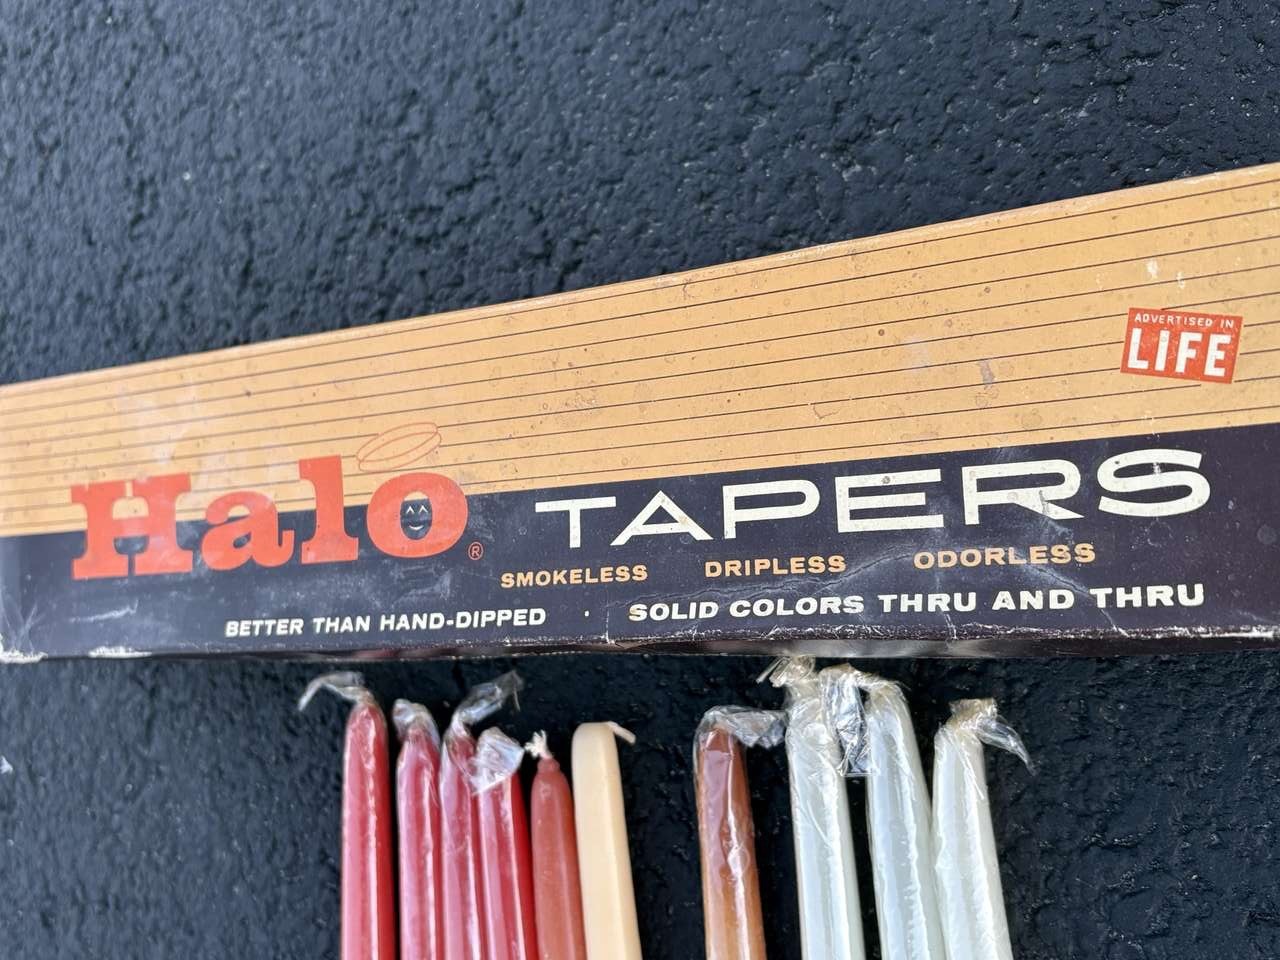 ADVERTISED IN
LIFE
Halo® TAPERS
SMOKELESS DRIPLESS ODORLESS
BETTER THAN HAND-DIPPED · SOLID COLORS THRU AND THRU